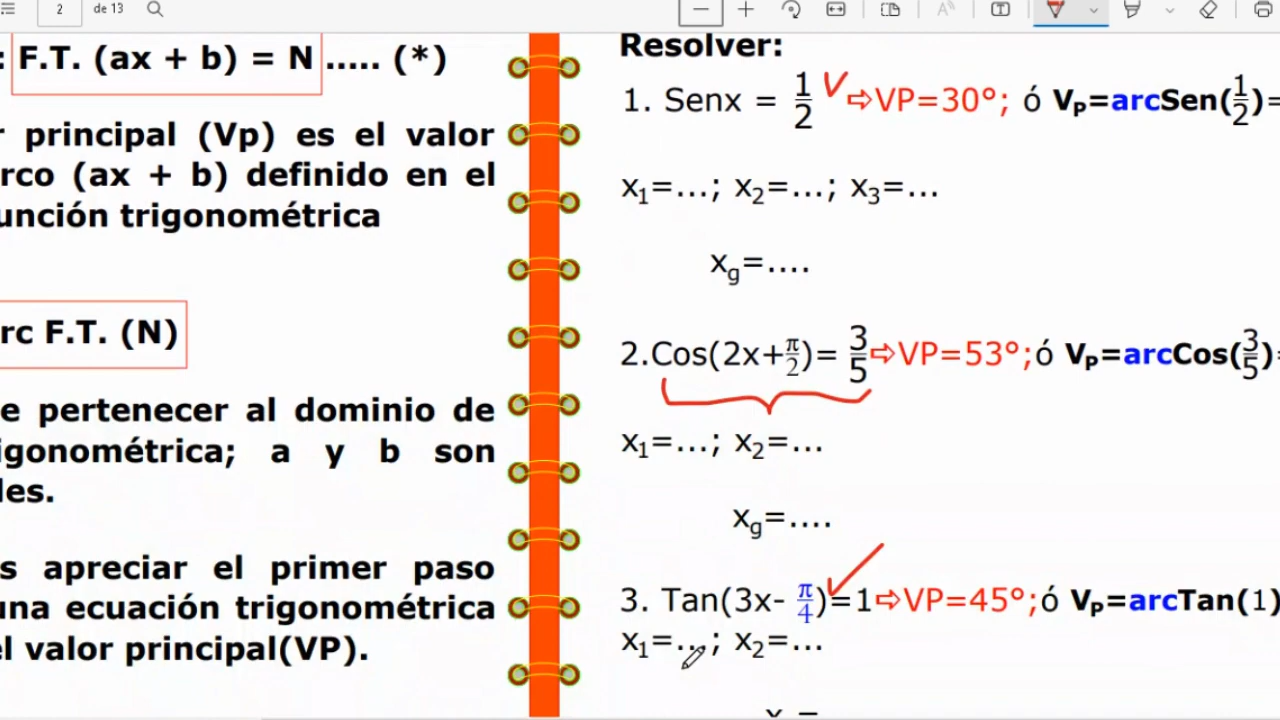 2 de 13
: F.T. (ax + b) = N ..... (*)
r principal (Vp) es el valor
rco (ax + b) definido en el
unción trigonométrica
rc F.T. (N)
e pertenecer al dominio de
igonométrica; a y b son
les.
s apreciar el primer paso
una ecuación trigonométrica
el valor principal(VP).
Resolver:
1. Senx = 1/2 ⇨VP=30°; ó VP=arcSen(1/2)=
x1=...; x2=...; x3=...
xg=....
2.Cos(2x+π/2)= 3/5⇨VP=53°;ó VP=arcCos(3/5)=
x1=...; x2=...
xg=....
3. Tan(3x- π/4)=1⇨VP=45°;ó VP=arcTan(1)
x1=...; x2=...